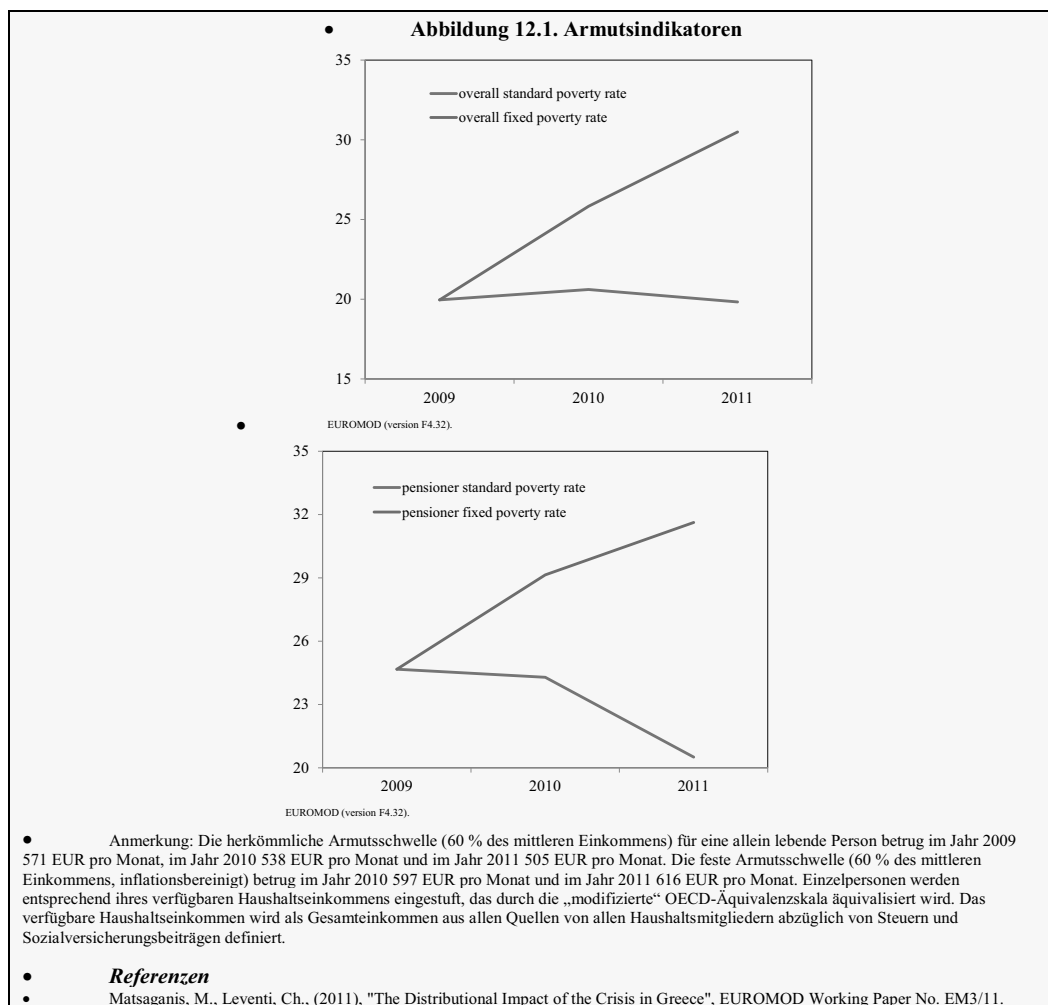 • Abbildung 12.1. Armutsindikatoren
35
30
25
20
15
overall standard poverty rate
overall fixed poverty rate
2009 2010 2011
• EUROMOD (version F4.32).
35
32
29
26
23
20
pensioner standard poverty rate
pensioner fixed poverty rate
2009 2010 2011
EUROMOD (version F4.32).
• Anmerkung: Die herkömmliche Armutsschwelle (60 % des mittleren Einkommens) für eine allein lebende Person betrug im Jahr 2009
571 EUR pro Monat, im Jahr 2010 538 EUR pro Monat und im Jahr 2011 505 EUR pro Monat. Die feste Armutsschwelle (60 % des mittleren
Einkommens, inflationsbereinigt) betrug im Jahr 2010 597 EUR pro Monat und im Jahr 2011 616 EUR pro Monat. Einzelpersonen werden
entsprechend ihres verfügbaren Haushaltseinkommens eingestuft, das durch die „modifizierte“ OECD-Äquivalenzskala äquivalisiert wird. Das
verfügbare Haushaltseinkommen wird als Gesamteinkommen aus allen Quellen von allen Haushaltsmitgliedern abzüglich von Steuern und
Sozialversicherungsbeiträgen definiert.
• Referenzen
• Matsaganis, M., Leventi, Ch., (2011), "The Distributional Impact of the Crisis in Greece", EUROMOD Working Paper No. EM3/11.